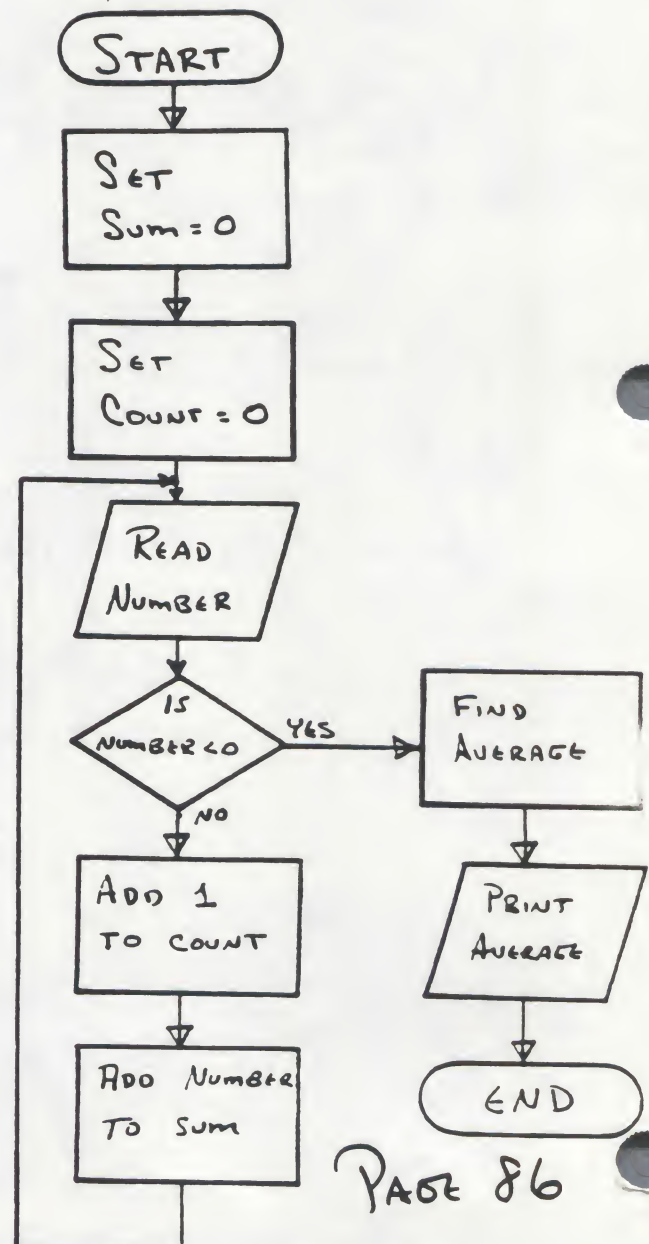 START
SET
SUM = 0
SET
COUNT = 0
READ
NUMBER
IS
NUMBER < 0
YES
NO
FIND
AVERAGE
ADD 1
TO COUNT
PRINT
AVERAGE
ADD NUMBER
TO SUM
END
PAGE 86